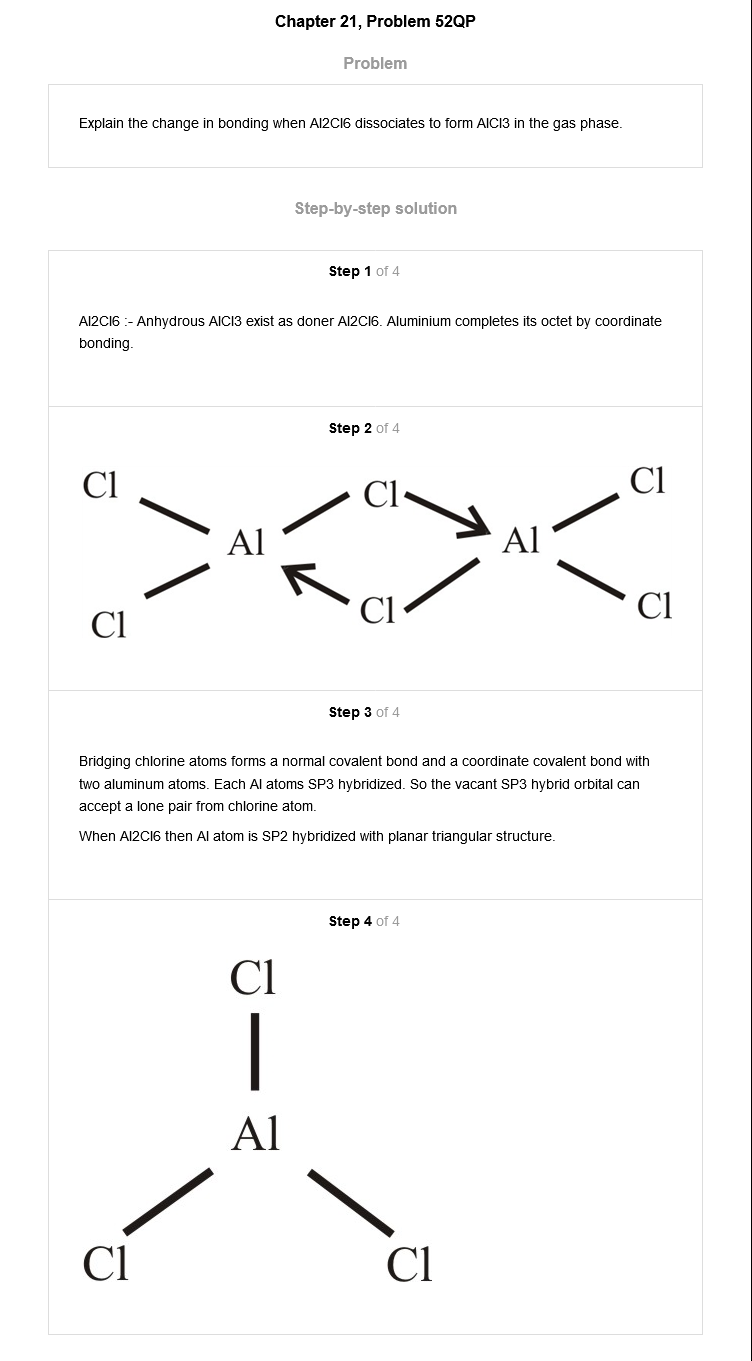 Chapter 21, Problem 52QP
Problem
Explain the change in bonding when Al2Cl6 dissociates to form AlCl3 in the gas phase.
Step-by-step solution
Step 1 of 4
Al2Cl6 :- Anhydrous AlCl3 exist as doner Al2Cl6. Aluminium completes its octet by coordinate
bonding.
Step 2 of 4
Cl Cl Cl
Al Al
Cl Cl Cl
Step 3 of 4
Bridging chlorine atoms forms a normal covalent bond and a coordinate covalent bond with
two aluminum atoms. Each Al atoms SP3 hybridized. So the vacant SP3 hybrid orbital can
accept a lone pair from chlorine atom.
When Al2Cl6 then Al atom is SP2 hybridized with planar triangular structure.
Step 4 of 4
Cl
Al
Cl Cl